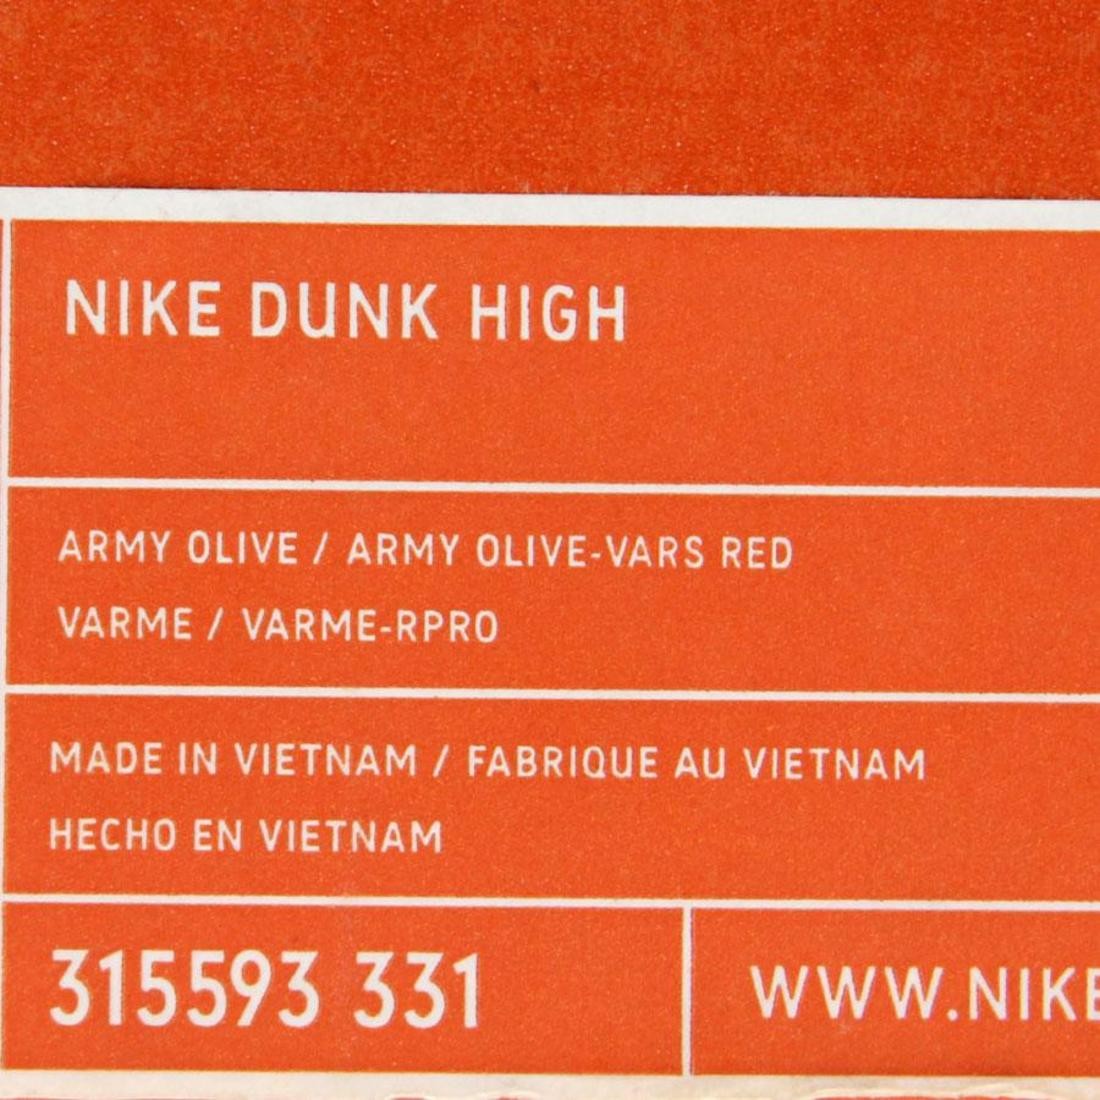 NIKE DUNK HIGH
ARMY OLIVE / ARMY OLIVE-VARS RED
VARME / VARME-RPRO
MADE IN VIETNAM / FABRIQUE AU VIETNAM
HECHO EN VIETNAM
315593 331
WWW.NIKE